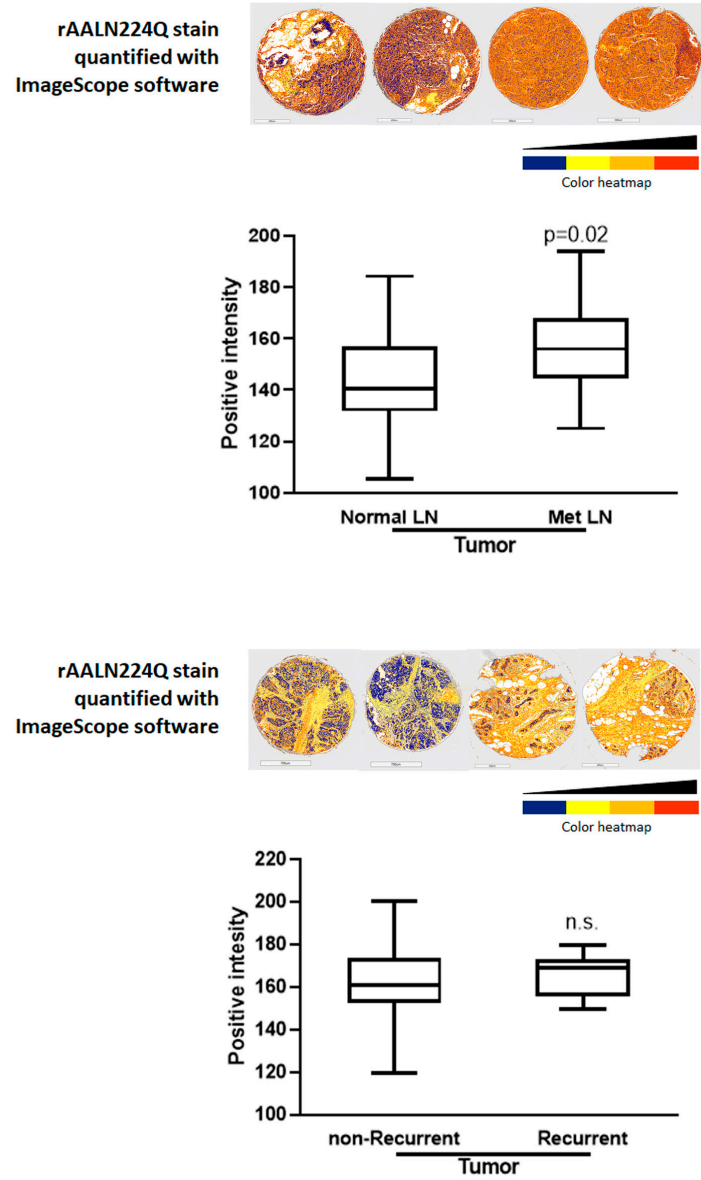 rAALN224Q stain
quantified with
ImageScope software
Color heatmap
p=0.02
200
180
160
140
120
100
Positive intensity
Normal LN
Met LN
Tumor
rAALN224Q stain
quantified with
ImageScope software
Color heatmap
n.s.
220
200
180
160
140
120
100
Positive intesity
non-Recurrent
Recurrent
Tumor